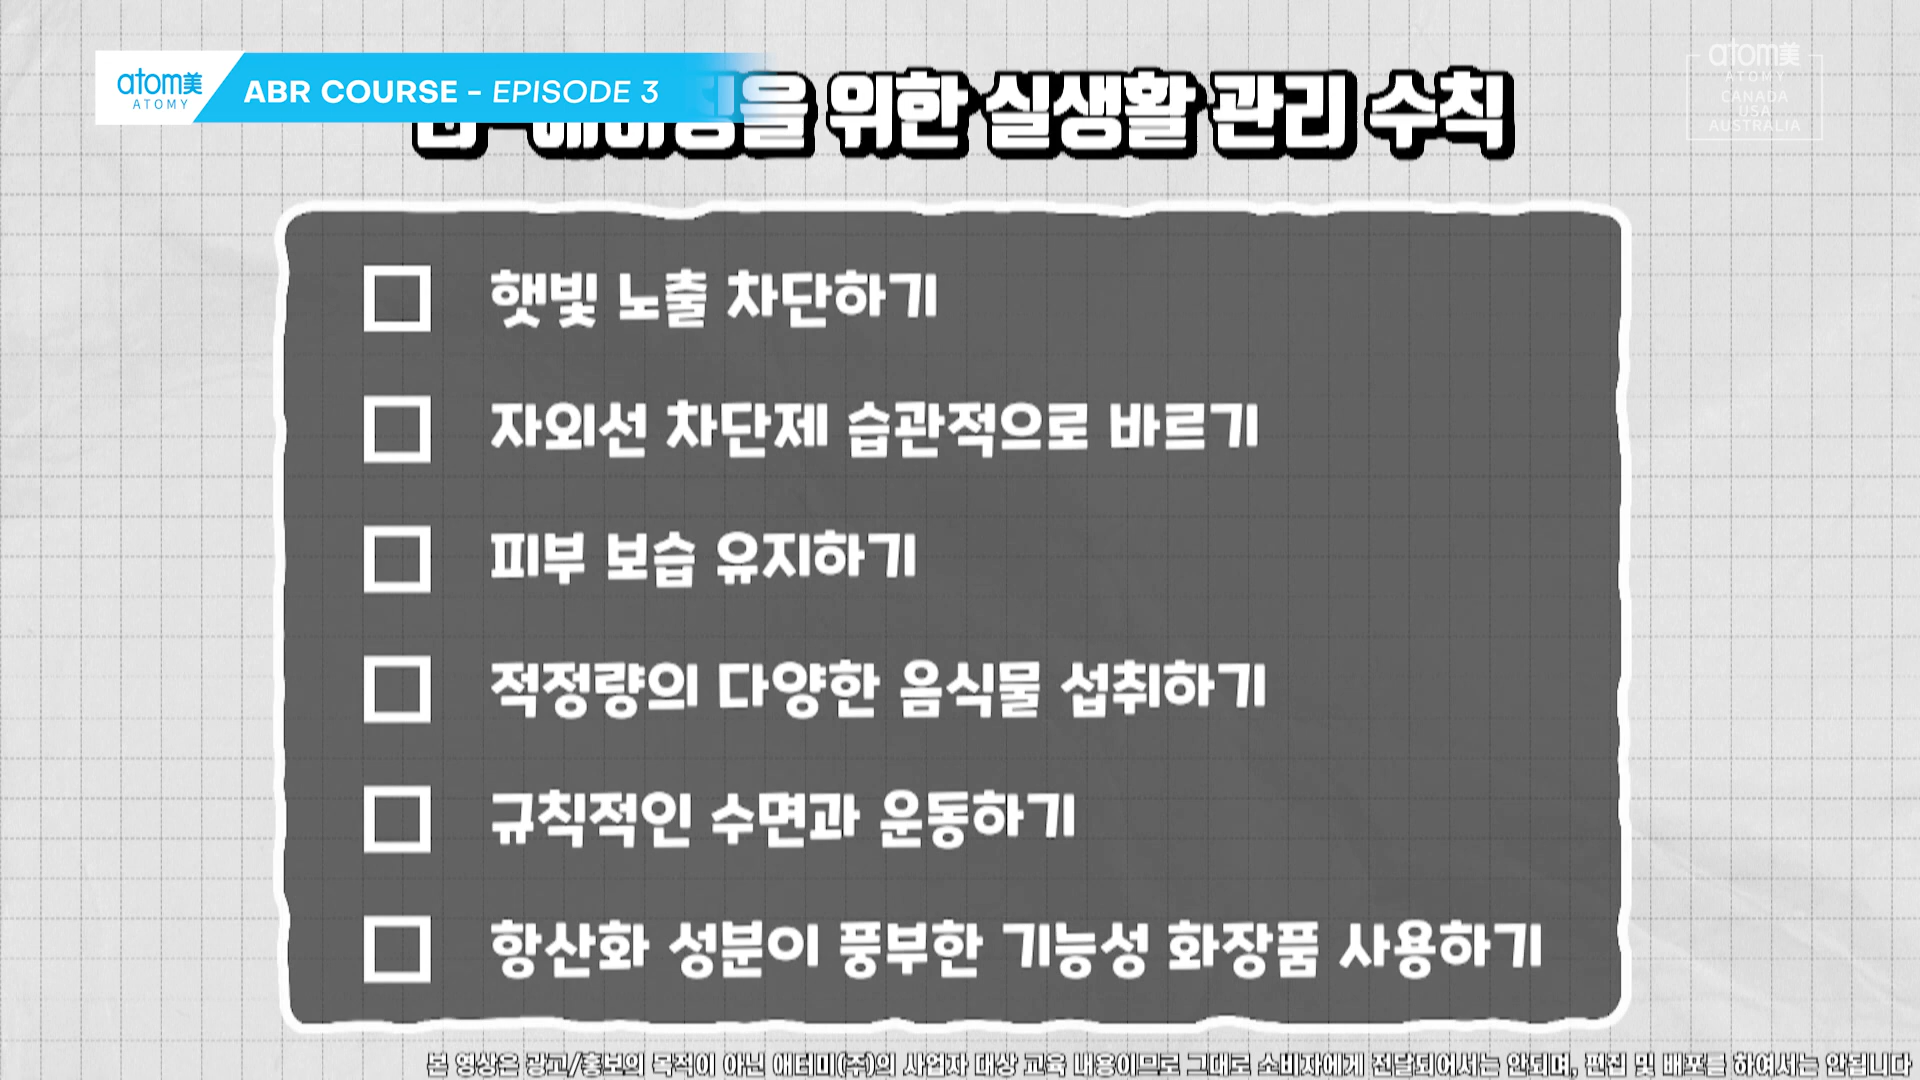 atom美
ATOMY
ABR COURSE - EPISODE 3
위한 실생활 관리 수칙
atom美
ATOMY
CANADA
USA
AUSTRALIA
햇빛 노출 차단하기
자외선 차단제 습관적으로 바르기
피부 보습 유지하기
적정량의 다양한 음식물 섭취하기
규칙적인 수면과 운동하기
항산화 성분이 풍부한 기능성 화장품 사용하기
본 영상은 광고/홍보의 목적이 아닌 애터미(주)의 사업자 대상 교육 내용이므로 그대로 소비자에게 전달되어서는 안되며, 편집 및 배포를 하여서는 안됩니다